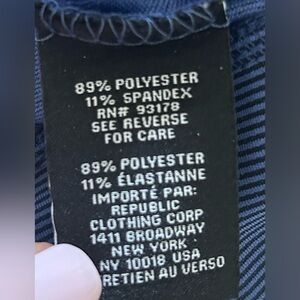 89% POLYESTER
11% SPANDEX
RN# 93178
SEE REVERSE
FOR CARE
89% POLYESTER
11% ÉLASTANNE
IMPORTÉ PAR:
REPUBLIC
CLOTHING CORP
1411 BROADWAY
NEW YORK
NY 10018 USA
RETIEN AU VERSO